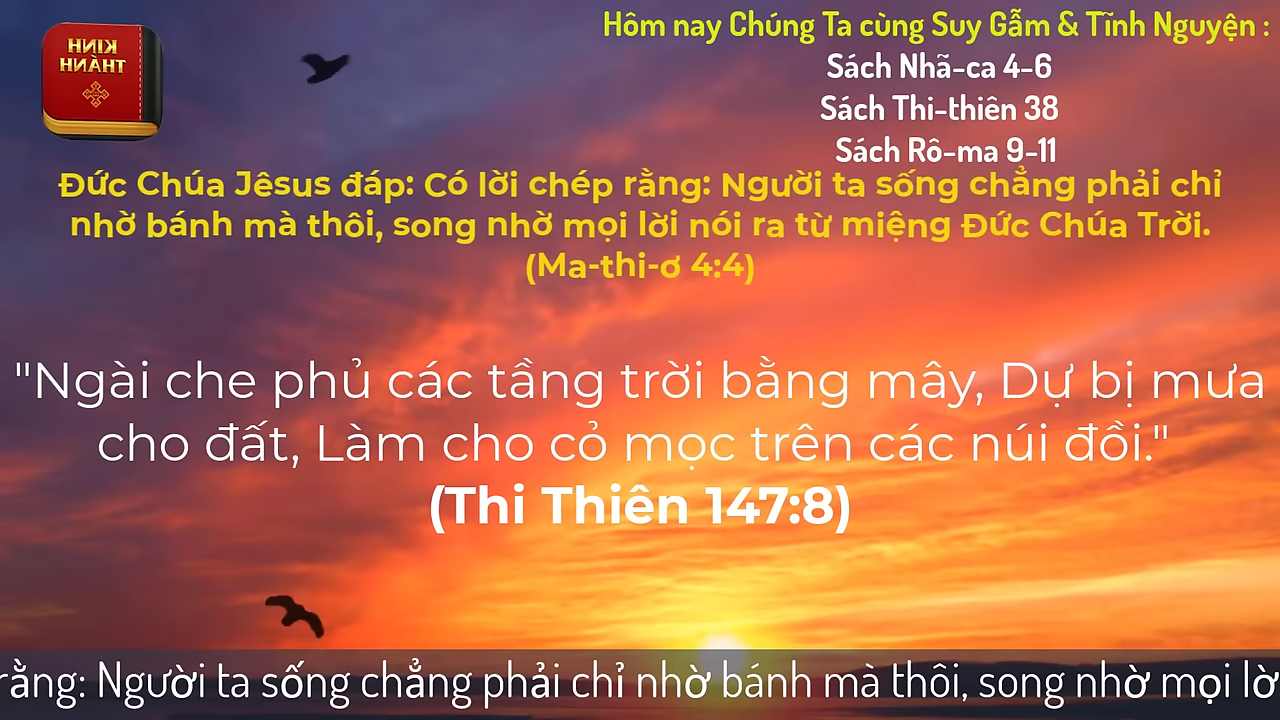 KINH
THÁNH
Hôm nay Chúng Ta cùng Suy Gẫm & Tĩnh Nguyện :
Sách Nhã-ca 4-6
Sách Thi-thiên 38
Sách Rô-ma 9-11
Đức Chúa Jêsus đáp: Có lời chép rằng: Người ta sống chẳng phải chỉ
nhờ bánh mà thôi, song nhờ mọi lời nói ra từ miệng Đức Chúa Trời.
(Ma-thi-ơ 4:4)
"Ngài che phủ các tầng trời bằng mây, Dự bị mưa
cho đất, Làm cho cỏ mọc trên các núi đồi."
(Thi Thiên 147:8)
rằng: Người ta sống chẳng phải chỉ nhờ bánh mà thôi, song nhờ mọi lờ